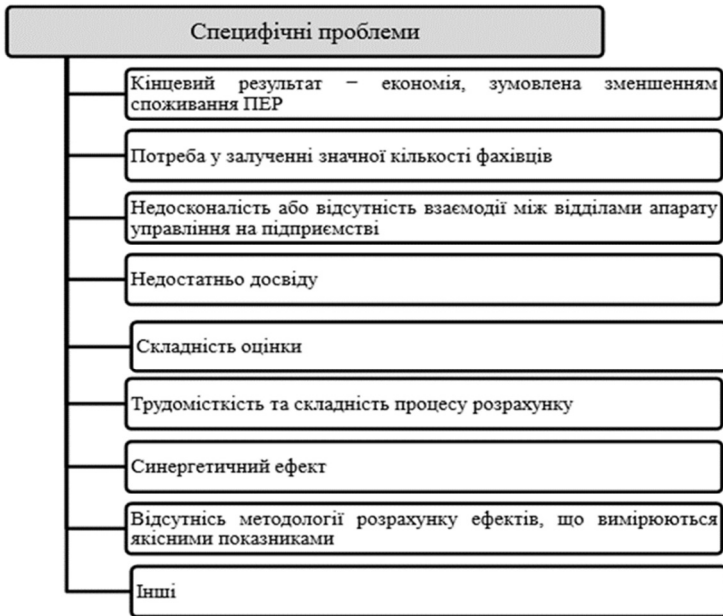 Специфічні проблеми
Кінцевий результат – економія, зумовлена зменшенням
споживання ПЕР
Потреба у залученні значної кількості фахівців
Недосконалість або відсутність взаємодії між відділами апарату
управління на підприємстві
Недостатньо досвіду
Складність оцінки
Трудомісткість та складність процесу розрахунку
Синергетичний ефект
Відсутнісь методології розрахунку ефектів, що вимірюються
якісними показниками
Інші